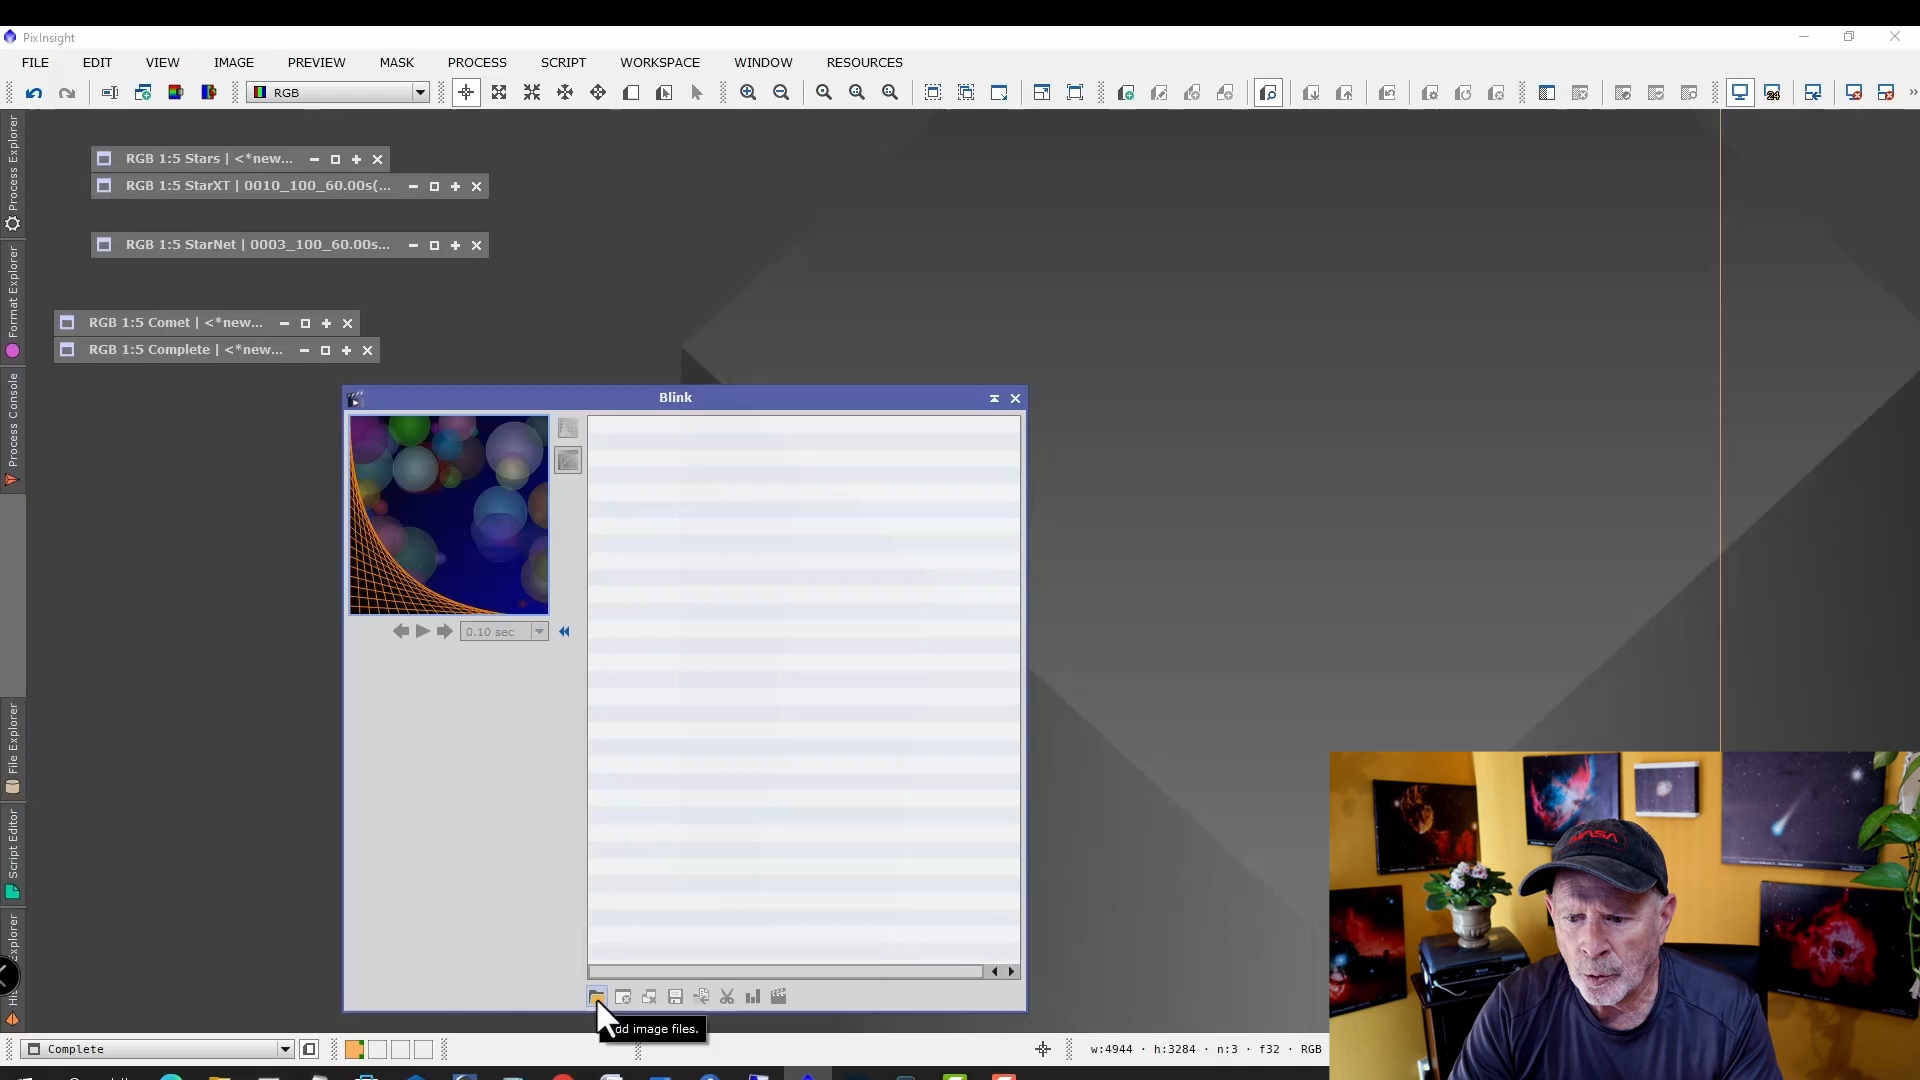 PixInsight
FILE EDIT VIEW IMAGE PREVIEW MASK PROCESS SCRIPT WORKSPACE WINDOW RESOURCES
RGB
24
Process Explorer
Format Explorer
Process Console
File Explorer
Script Editor
Explorer
RGB 1:5 Stars | <*new...
RGB 1:5 StarXT | 0010_100_60.00s(...
RGB 1:5 StarNet | 0003_100_60.00s...
RGB 1:5 Comet | <*new...
RGB 1:5 Complete | <*new...
Blink
0.10 sec
dd image files.
Complete
w:4944 · h:3284 · n:3 · f32 · RGB
NASA